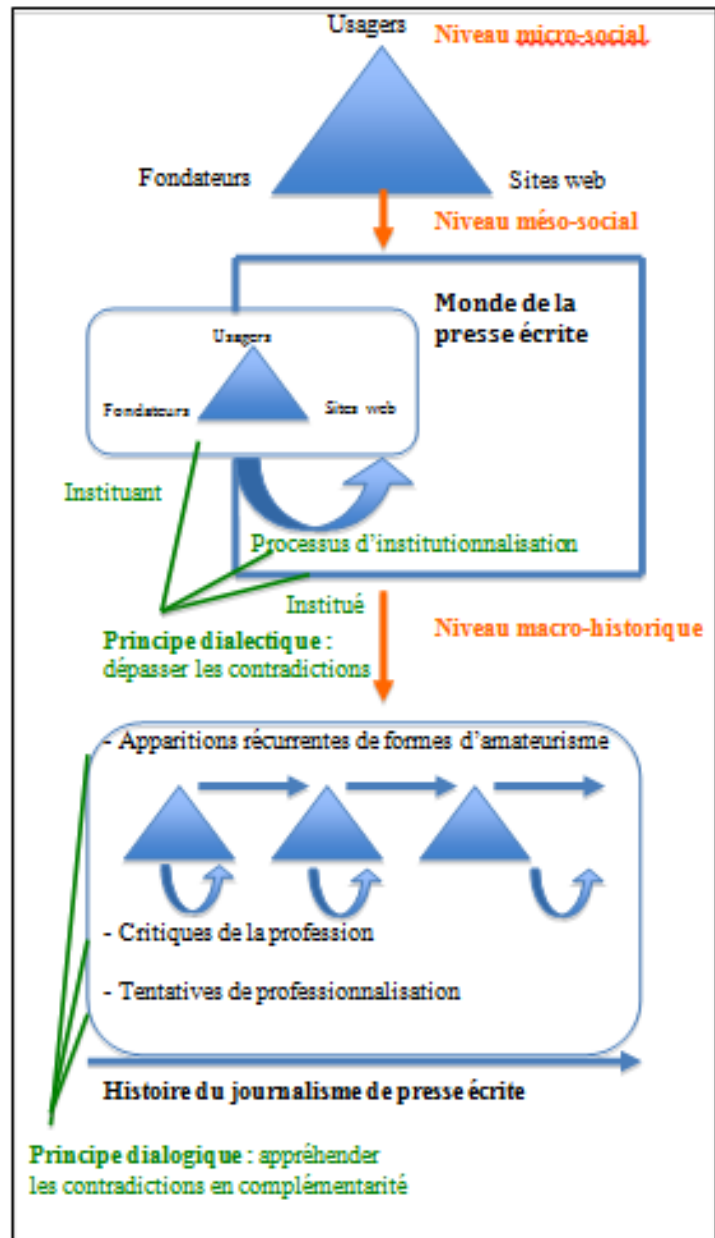 Usagers
Niveau micro-social
Fondateurs
Sites web
Niveau méso-social
Monde de la
presse écrite
Usagers
Fondateurs
Sites web
Instituant
Processus d'institutionnalisation
Institué
Niveau macro-historique
Principe dialectique :
dépasser les contradictions
- Apparitions récurrentes de formes d'amateurisme
- Critiques de la profession
- Tentatives de professionnalisation
Histoire du journalisme de presse écrite
Principe dialogique : appréhender
les contradictions en complémentarité